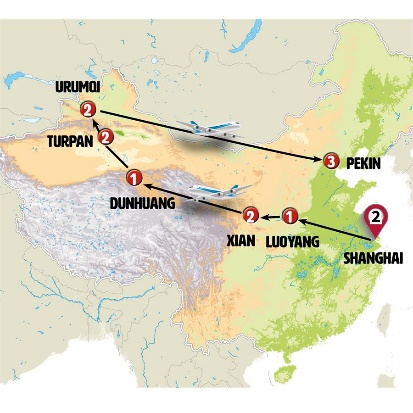 URUMQI
2
TURPAN 2
1
DUNHUANG
3 PEKIN
2 1
XIAN LUOYANG
2
SHANGHAI